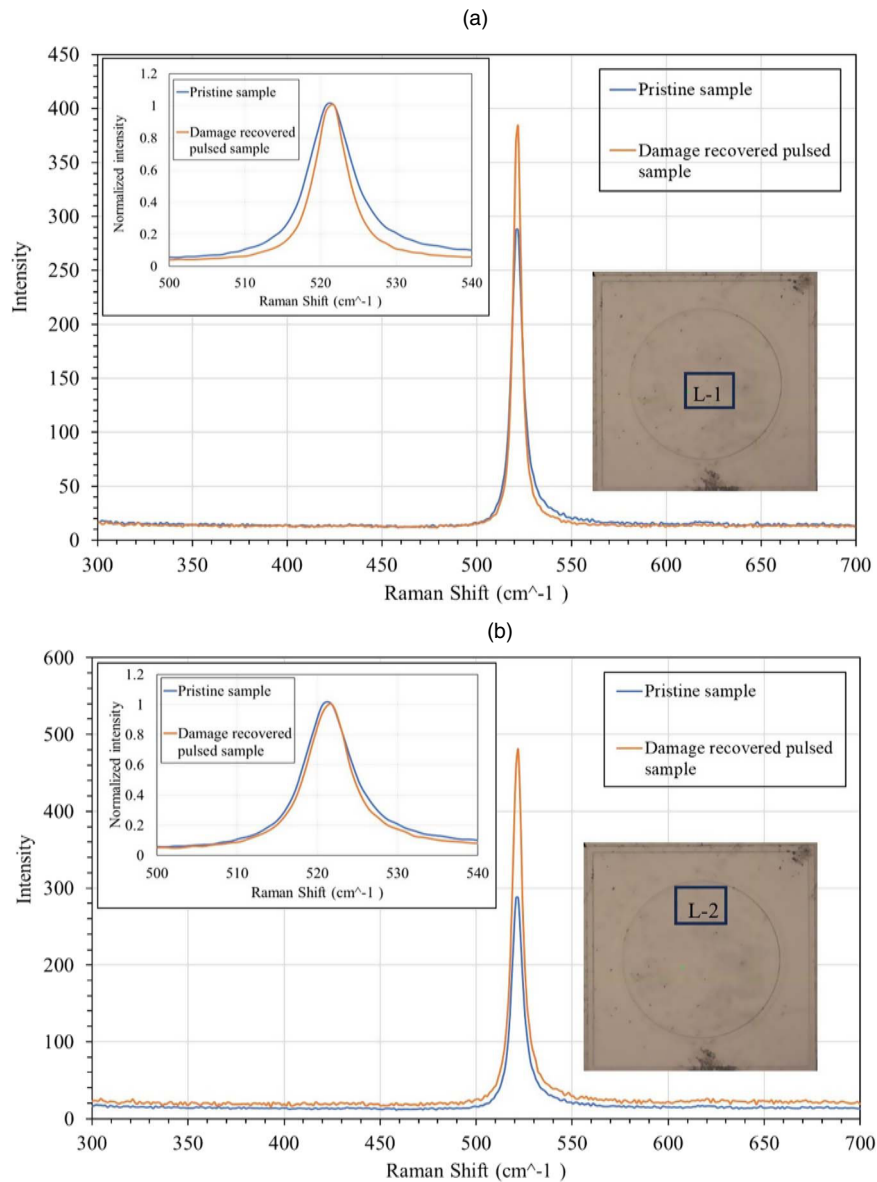 (a)
450
400
350
300
250
200
150
100
50
0
Intensity
300
350
400
450
500
550
600
650
700
Raman Shift (cm^-1 )
Pristine sample
Damage recovered pulsed
sample
1.2
1
0.8
0.6
0.4
0.2
0
Normalized intensity
Pristine sample
Damage recovered
pulsed sample
500
510
520
530
540
Raman Shift (cm^-1 )
L-1
(b)
600
500
400
300
200
100
0
Intensity
300
350
400
450
500
550
600
650
700
Raman Shift (cm^-1 )
Pristine sample
Damage recovered pulsed
sample
1.2
1
0.8
0.6
0.4
0.2
0
Normalized intensity
Pristine sample
Damage recovered
pulsed sample
500
510
520
530
540
Raman Shift (cm^-1 )
L-2